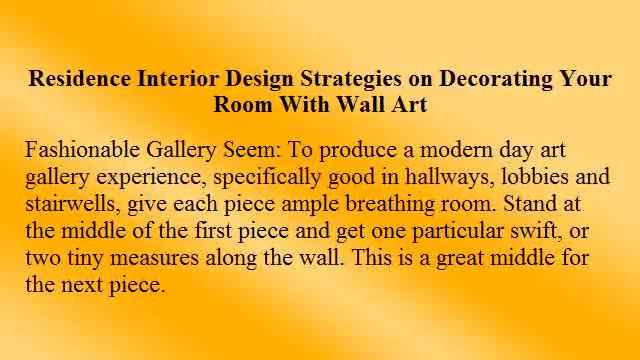 Residence Interior Design Strategies on Decorating Your
Room With Wall Art
Fashionable Gallery Seem: To produce a modern day art
gallery experience, specifically good in hallways, lobbies and
stairwells, give each piece ample breathing room. Stand at
the middle of the first piece and get one particular swift, or
two tiny measures along the wall. This is a great middle for
the next piece.